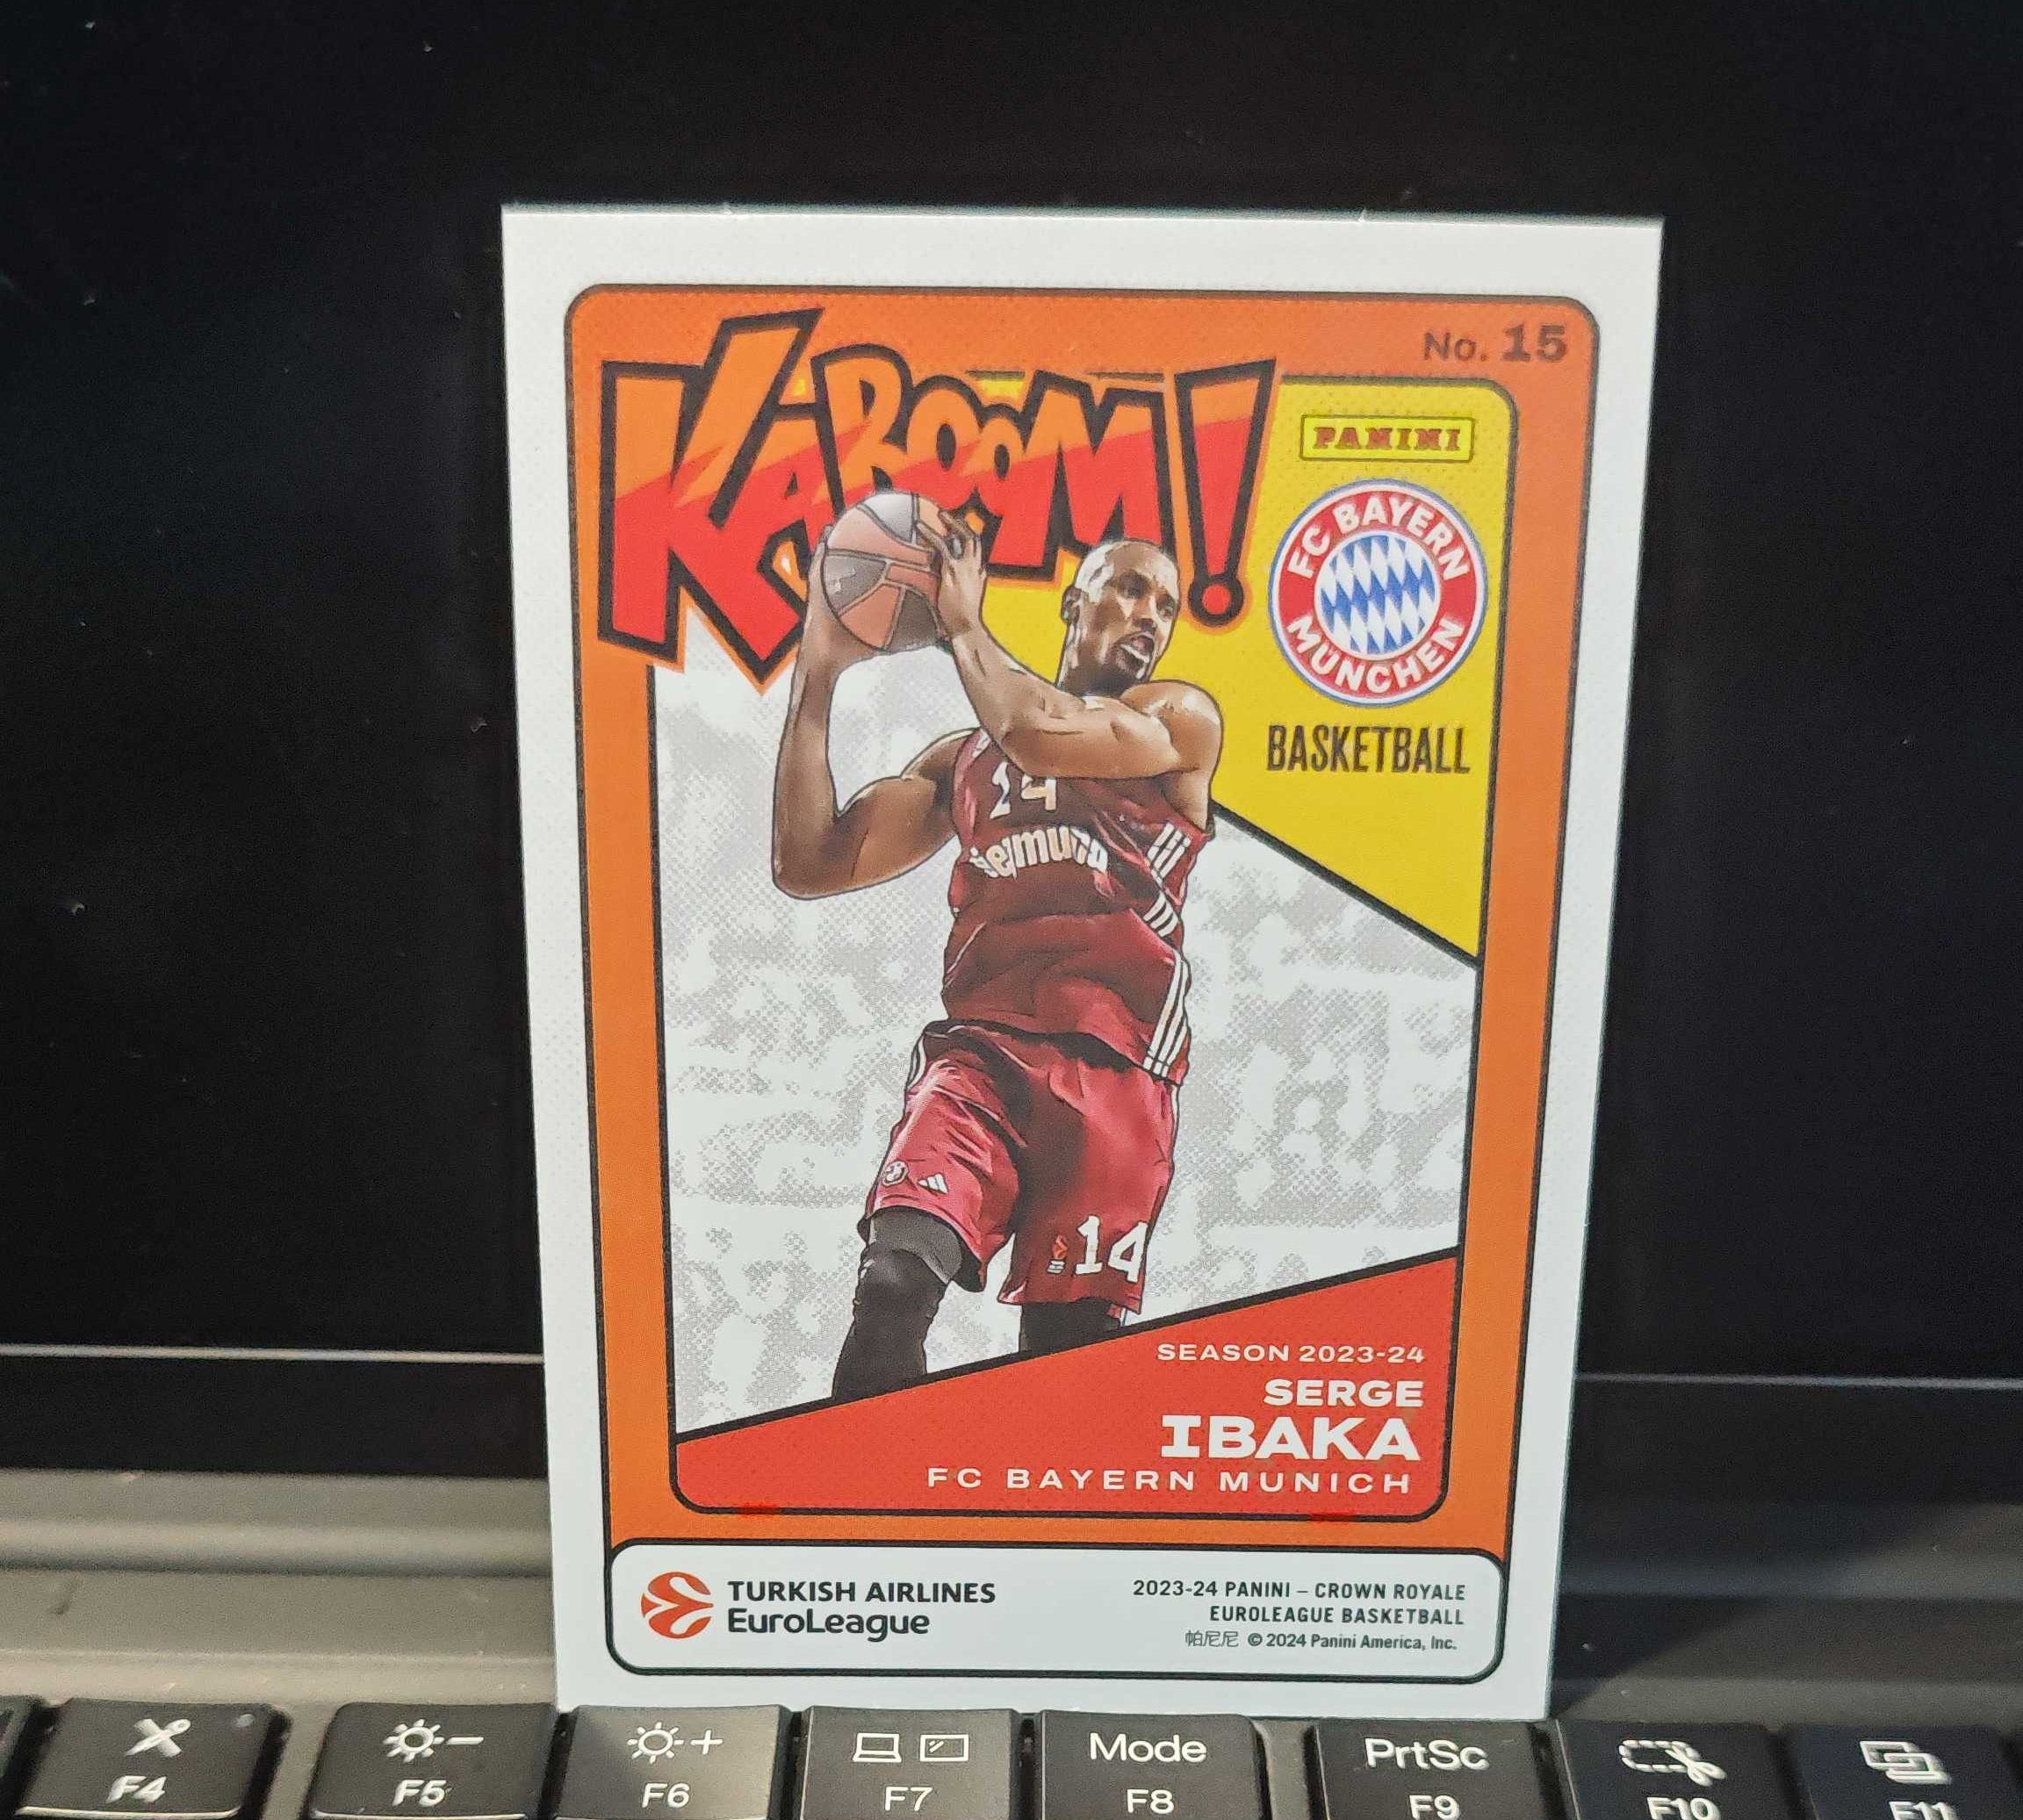 No. 15
KABOOM!
PANINI
FC BAYERN
MÜNCHEN
BASKETBALL
14
14
SEASON 2023-24
SERGE
IBAKA
FC BAYERN MUNICH
TURKISH AIRLINES
EuroLeague
2023-24 PANINI – CROWN ROYALE
EUROLEAGUE BASKETBALL
帕尼尼 © 2024 Panini America, Inc.
F4
F5
F6
F7
Mode
F8
PrtSc
F9
F10
F11